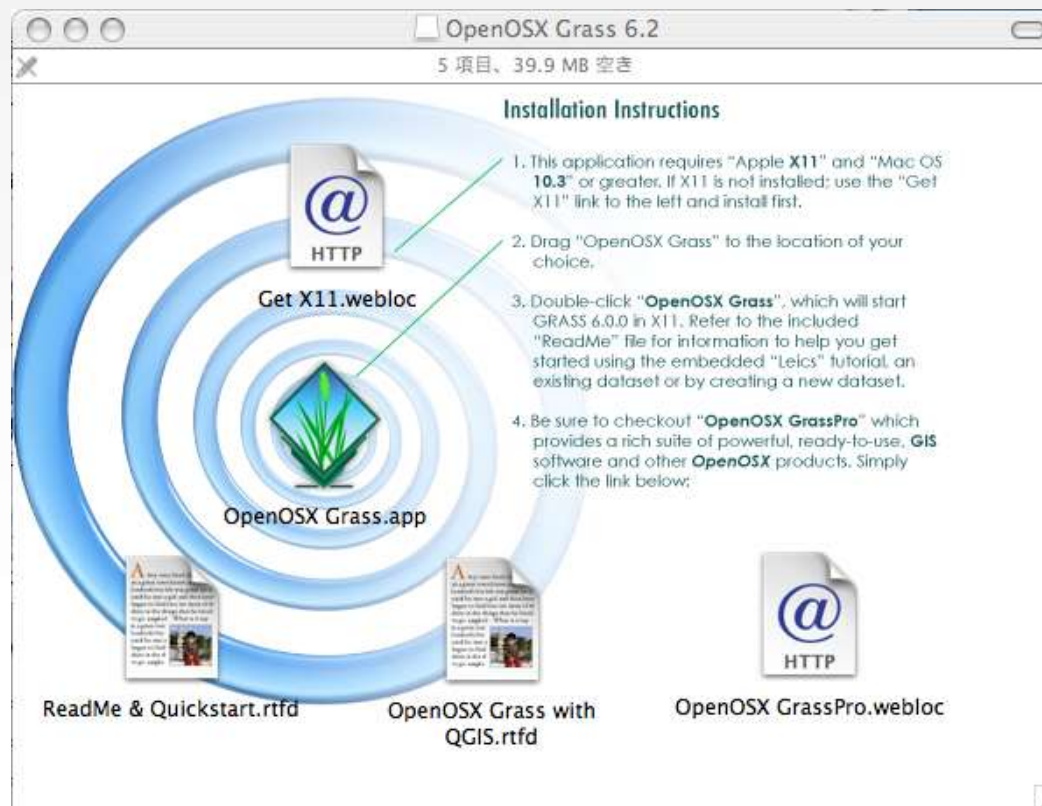 OpenOSX Grass 6.2
5 項目、39.9 MB 空き
Installation Instructions
1. This application requires “Apple X11” and “Mac OS
10.3” or greater. If X11 is not installed; use the “Get
X11” link to the left and install first.
2. Drag “OpenOSX Grass” to the location of your
choice.
3. Double-click “OpenOSX Grass”, which will start
GRASS 6.0.0 in X11. Refer to the included
“ReadMe” file for information to help you get
started using the embedded “Leics” tutorial, an
existing dataset or by creating a new dataset.
4. Be sure to checkout “OpenOSX GrassPro” which
provides a rich suite of powerful, ready-to-use, GIS
software and other OpenOSX products. Simply
click the link below:
@
HTTP
Get X11.webloc
OpenOSX Grass.app
ReadMe & Quickstart.rtfd
OpenOSX Grass with
QGIS.rtfd
@
HTTP
OpenOSX GrassPro.webloc